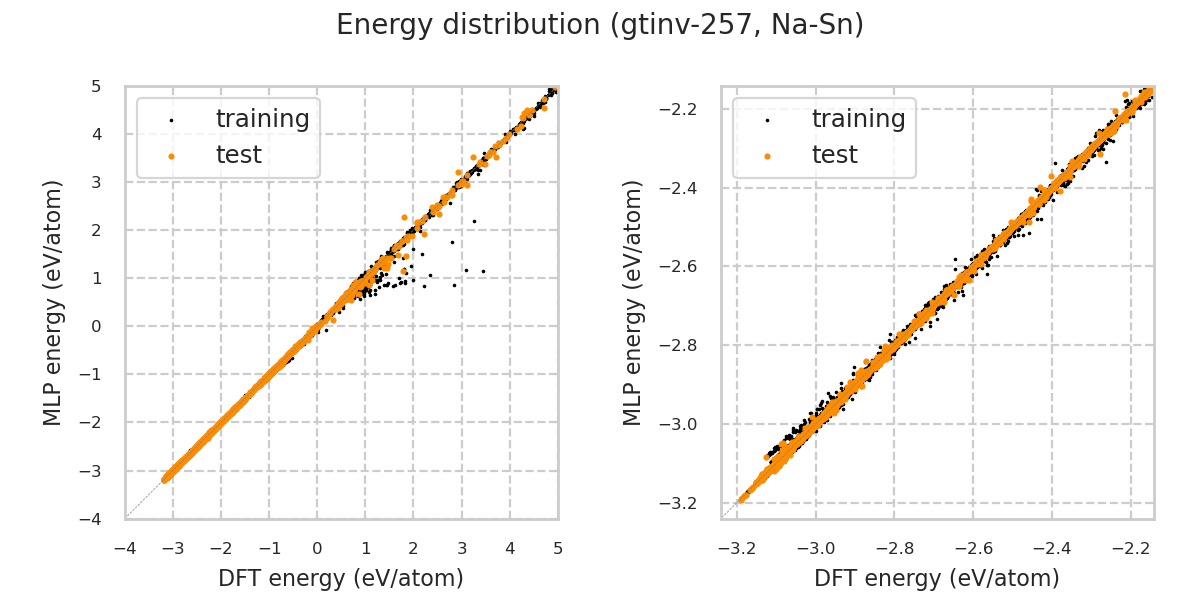 Energy distribution (gtinv-257, Na-Sn)
training
test
MLP energy (eV/atom)
5
4
3
2
1
0
−1
−2
−3
−4
−4 −3 −2 −1 0 1 2 3 4 5
DFT energy (eV/atom)
training
test
MLP energy (eV/atom)
−2.2
−2.4
−2.6
−2.8
−3.0
−3.2
−3.2 −3.0 −2.8 −2.6 −2.4 −2.2
DFT energy (eV/atom)